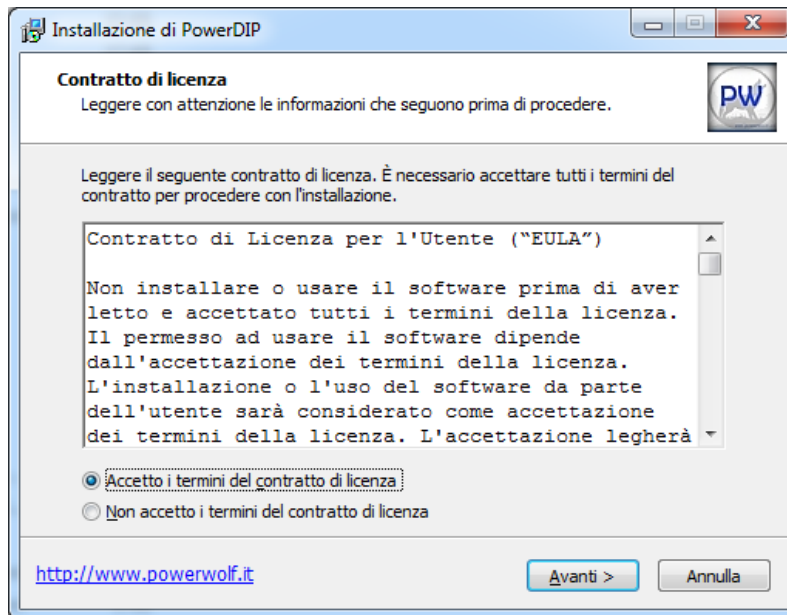 Installazione di PowerDIP
Contratto di licenza
Leggere con attenzione le informazioni che seguono prima di procedere.
PW
Leggere il seguente contratto di licenza. È necessario accettare tutti i termini del
contratto per procedere con l'installazione.
Contratto di Licenza per l'Utente (“EULA”)
Non installare o usare il software prima di aver
letto e accettato tutti i termini della licenza.
Il permesso ad usare il software dipende
dall'accettazione dei termini della licenza.
L'installazione o l'uso del software da parte
dell'utente sarà considerato come accettazione
dei termini della licenza. L'accettazione legherà
Accetto i termini del contratto di licenza
Non accetto i termini del contratto di licenza
http://www.powerwolf.it
Avanti >
Annulla